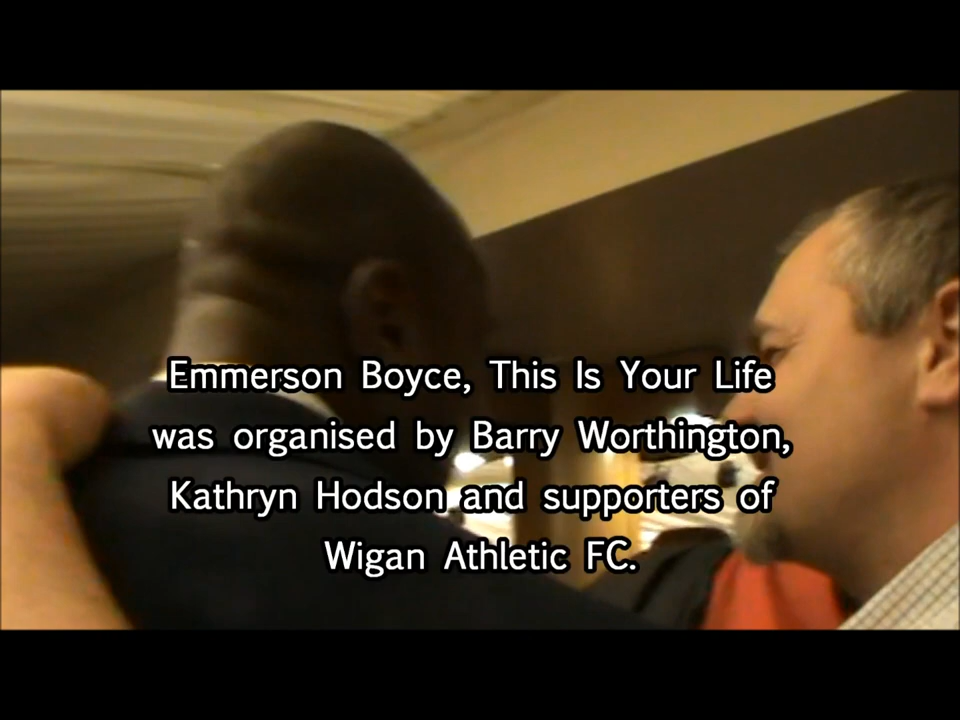 Emmerson Boyce, This Is Your Life
was organised by Barry Worthington,
Kathryn Hodson and supporters of
Wigan Athletic FC.